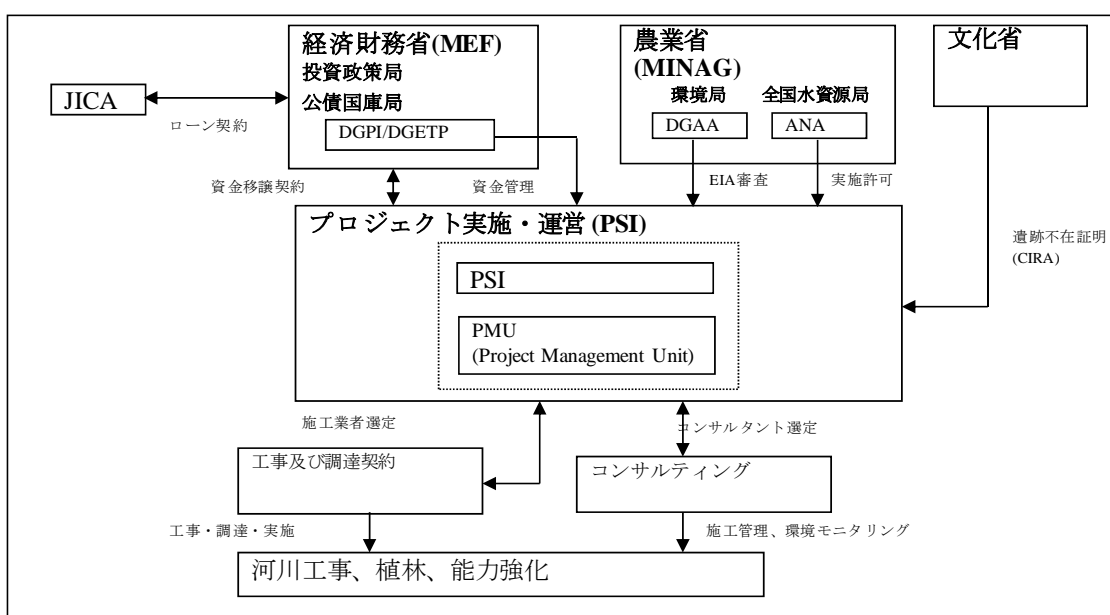 経済財務省(MEF)
投資政策局
公債国庫局
DGPI/DGETP
農業省
(MINAG)
環境局 全国水資源局
DGAA ANA
文化省
JICA
ローン契約
資金移譲契約 資金管理
EIA審査 実施許可
プロジェクト実施・運営 (PSI)
遺跡不在証明
(CIRA)
PSI
PMU
(Project Management Unit)
施工業者選定
コンサルタント選定
工事及び調達契約
コンサルティング
工事・調達・実施
施工管理、環境モニタリング
河川工事、植林、能力強化